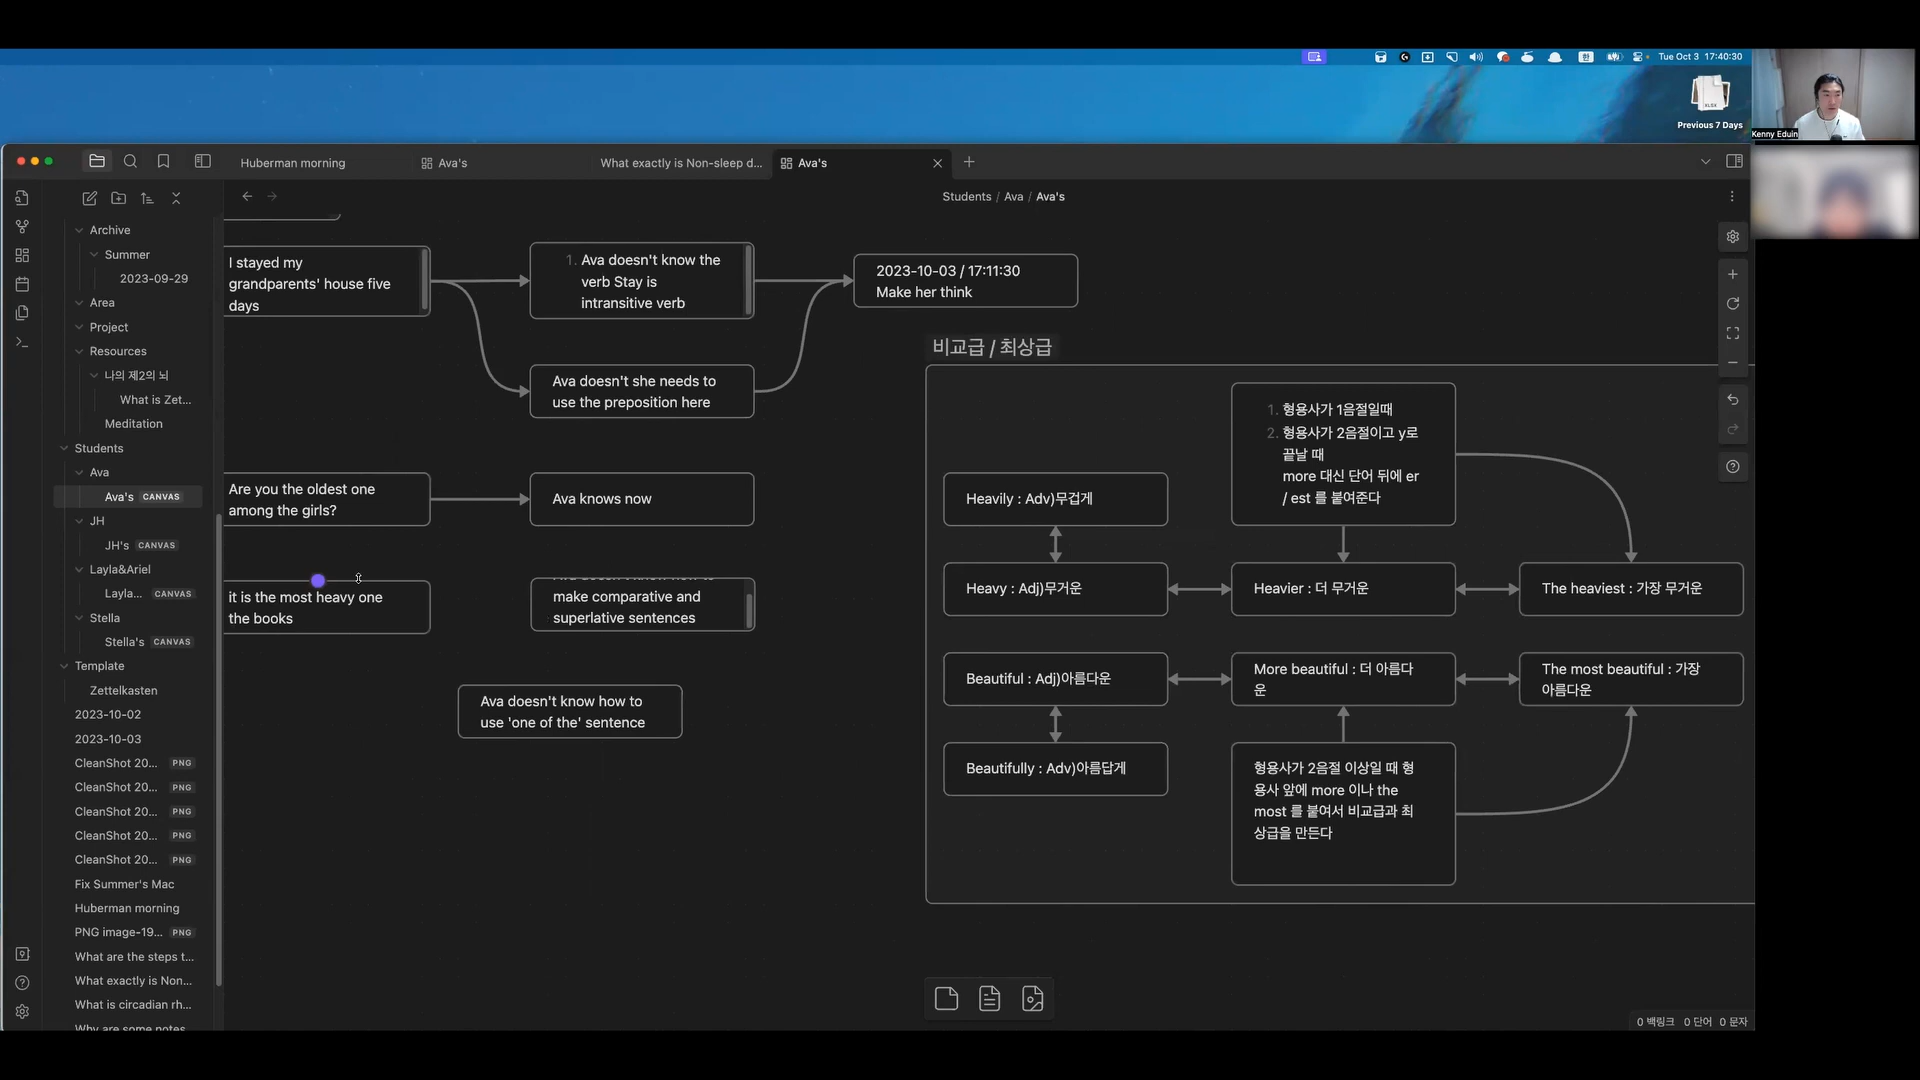 Tue Oct 3 17:40:30
XLSX
Previous 7 Days
Kenny Eduin
Huberman morning
Ava's
What exactly is Non-sleep d...
Ava's
Students / Ava / Ava's
Archive
Summer
2023-09-29
Area
Project
Resources
나의 제2의 뇌
What is Zet...
Meditation
Students
Ava
Ava's CANVAS
JH
JH's CANVAS
Layla&Ariel
Layla... CANVAS
Stella
Stella's CANVAS
Template
Zettelkasten
2023-10-02
2023-10-03
CleanShot 20... PNG
CleanShot 20... PNG
CleanShot 20... PNG
CleanShot 20... PNG
CleanShot 20... PNG
Fix Summer's Mac
Huberman morning
PNG image-19... PNG
What are the steps t...
What exactly is Non...
What is circadian rh...
Why are some notes
I stayed my
grandparents' house five
days
1. Ava doesn't know the
verb Stay is
intransitive verb
2023-10-03 / 17:11:30
Make her think
Ava doesn't she needs to
use the preposition here
Are you the oldest one
among the girls?
Ava knows now
it is the most heavy one
the books
make comparative and
superlative sentences
Ava doesn't know how to
use 'one of the' sentence
비교급 / 최상급
1. 형용사가 1음절일때
2. 형용사가 2음절이고 y로
끝날 때
more 대신 단어 뒤에 er
/ est 를 붙여준다
Heavily : Adv)무겁게
Heavy : Adj)무거운
Heavier : 더 무거운
The heaviest : 가장 무거운
Beautiful : Adj)아름다운
More beautiful : 더 아름다
운
The most beautiful : 가장
아름다운
Beautifully : Adv)아름답게
형용사가 2음절 이상일 때 형
용사 앞에 more 이나 the
most 를 붙여서 비교급과 최
상급을 만든다
0 백링크 0 단어 0 문자